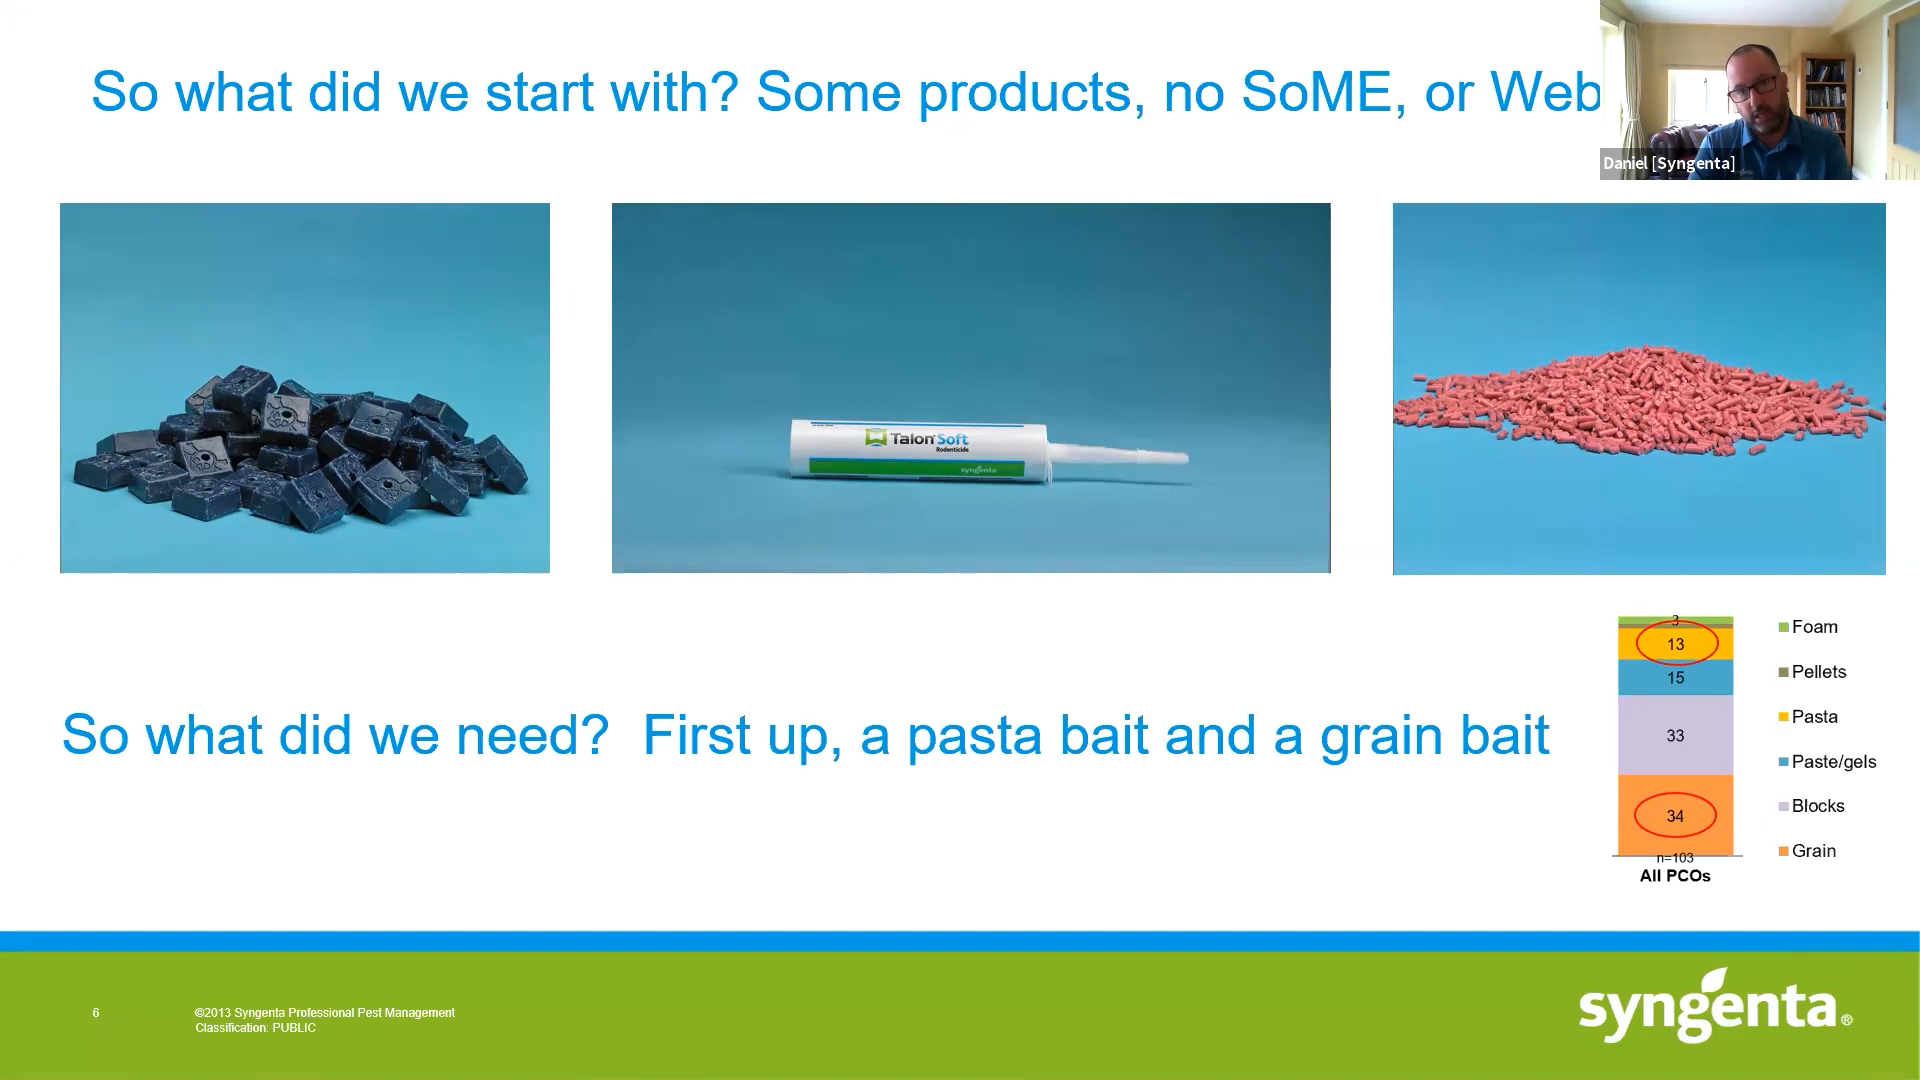 So what did we start with? Some products, no SoME, or Web
Daniel [Syngenta]
Talon Soft
Rodenticide
syngenta
So what did we need?  First up, a pasta bait and a grain bait
3
13
15
33
34
n=103
All PCOs
Foam
Pellets
Pasta
Paste/gels
Blocks
Grain
6
©2013 Syngenta Professional Pest Management
Classification: PUBLIC
syngenta®